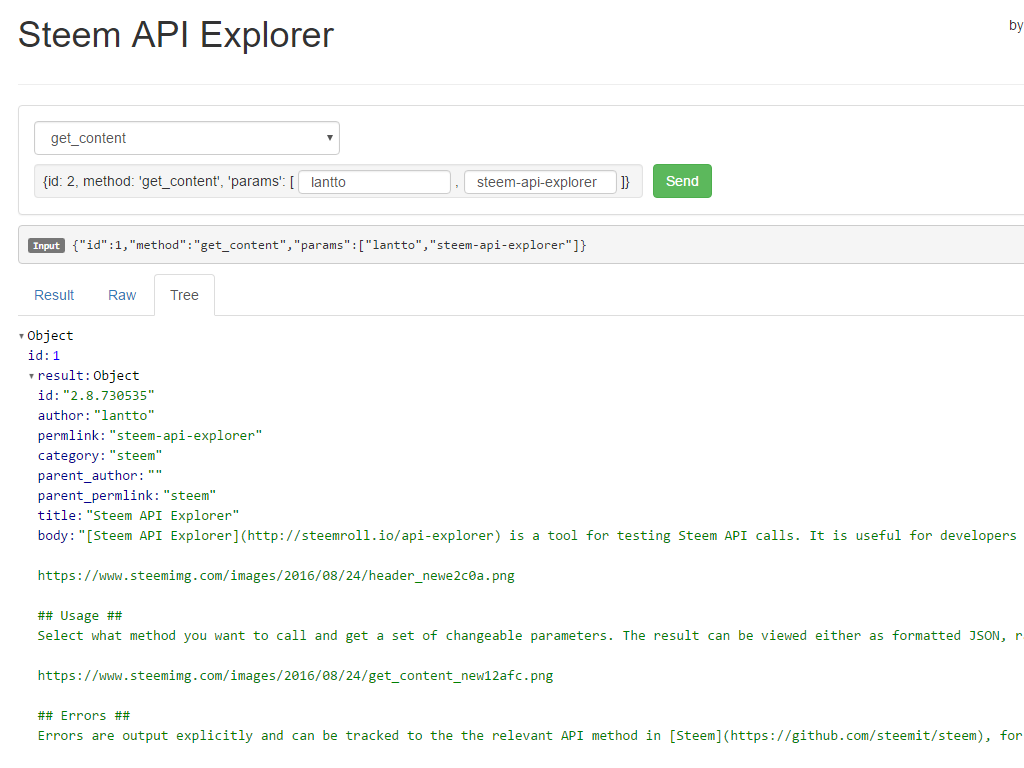 Steem API Explorer
by
get_content
{id: 2, method: 'get_content', 'params': [ lantto , steem-api-explorer ]} Send
Input {"id":1,"method":"get_content","params":["lantto","steem-api-explorer"]}
Result Raw Tree
Object
id:1
result:Object
id:"2.8.730535"
author:"lantto"
permlink:"steem-api-explorer"
category:"steem"
parent_author:""
parent_permlink:"steem"
title:"Steem API Explorer"
body:"[Steem API Explorer](http://steemroll.io/api-explorer) is a tool for testing Steem API calls. It is useful for developers
https://www.steemimg.com/images/2016/08/24/header_newe2c0a.png
## Usage ##
Select what method you want to call and get a set of changeable parameters. The result can be viewed either as formatted JSON, r
https://www.steemimg.com/images/2016/08/24/get_content_new12afc.png
## Errors ##
Errors are output explicitly and can be tracked to the the relevant API method in [Steem](https://github.com/steemit/steem), for